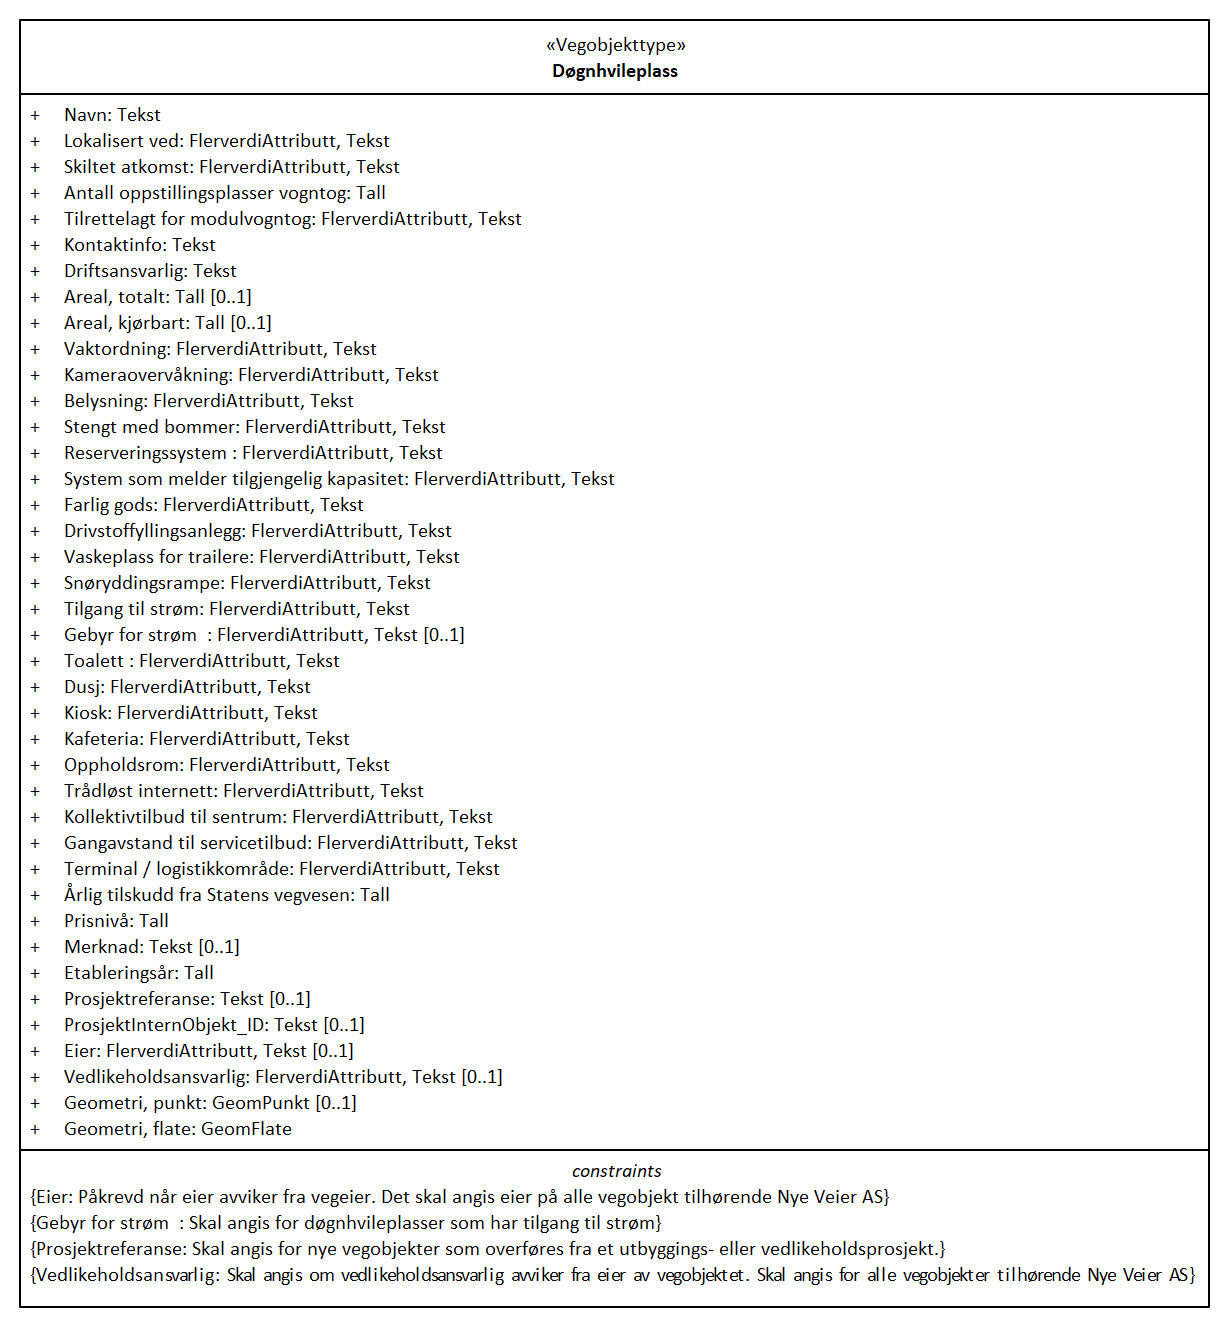 «Vegobjekttype»
Døgnhvileplass
+ Navn: Tekst
+ Lokalisert ved: FlerverdiAttributt, Tekst
+ Skiltet atkomst: FlerverdiAttributt, Tekst
+ Antall oppstillingsplasser vogntog: Tall
+ Tilrettelagt for modulvogntog: FlerverdiAttributt, Tekst
+ Kontaktinfo: Tekst
+ Driftsansvarlig: Tekst
+ Areal, totalt: Tall [0..1]
+ Areal, kjørbart: Tall [0..1]
+ Vaktordning: FlerverdiAttributt, Tekst
+ Kameraovervåkning: FlerverdiAttributt, Tekst
+ Belysning: FlerverdiAttributt, Tekst
+ Stengt med bommer: FlerverdiAttributt, Tekst
+ Reserveringssystem : FlerverdiAttributt, Tekst
+ System som melder tilgjengelig kapasitet: FlerverdiAttributt, Tekst
+ Farlig gods: FlerverdiAttributt, Tekst
+ Drivstoffyllingsanlegg: FlerverdiAttributt, Tekst
+ Vaskeplass for trailere: FlerverdiAttributt, Tekst
+ Snøryddingsrampe: FlerverdiAttributt, Tekst
+ Tilgang til strøm: FlerverdiAttributt, Tekst
+ Gebyr for strøm  : FlerverdiAttributt, Tekst [0..1]
+ Toalett : FlerverdiAttributt, Tekst
+ Dusj: FlerverdiAttributt, Tekst
+ Kiosk: FlerverdiAttributt, Tekst
+ Kafeteria: FlerverdiAttributt, Tekst
+ Oppholdsrom: FlerverdiAttributt, Tekst
+ Trådløst internett: FlerverdiAttributt, Tekst
+ Kollektivtilbud til sentrum: FlerverdiAttributt, Tekst
+ Gangavstand til servicetilbud: FlerverdiAttributt, Tekst
+ Terminal / logistikkområde: FlerverdiAttributt, Tekst
+ Årlig tilskudd fra Statens vegvesen: Tall
+ Prisnivå: Tall
+ Merknad: Tekst [0..1]
+ Etableringsår: Tall
+ Prosjektreferanse: Tekst [0..1]
+ ProsjektInternObjekt_ID: Tekst [0..1]
+ Eier: FlerverdiAttributt, Tekst [0..1]
+ Vedlikeholdsansvarlig: FlerverdiAttributt, Tekst [0..1]
+ Geometri, punkt: GeomPunkt [0..1]
+ Geometri, flate: GeomFlate
constraints
{Eier: Påkrevd når eier avviker fra vegeier. Det skal angis eier på alle vegobjekt tilhørende Nye Veier AS}
{Gebyr for strøm  : Skal angis for døgnhvileplasser som har tilgang til strøm}
{Prosjektreferanse: Skal angis for nye vegobjekter som overføres fra et utbyggings- eller vedlikeholdsprosjekt.}
{Vedlikeholdsansvarlig: Skal angis om vedlikeholdsansvarlig avviker fra eier av vegobjektet. Skal angis for alle vegobjekter tilhørende Nye Veier AS}